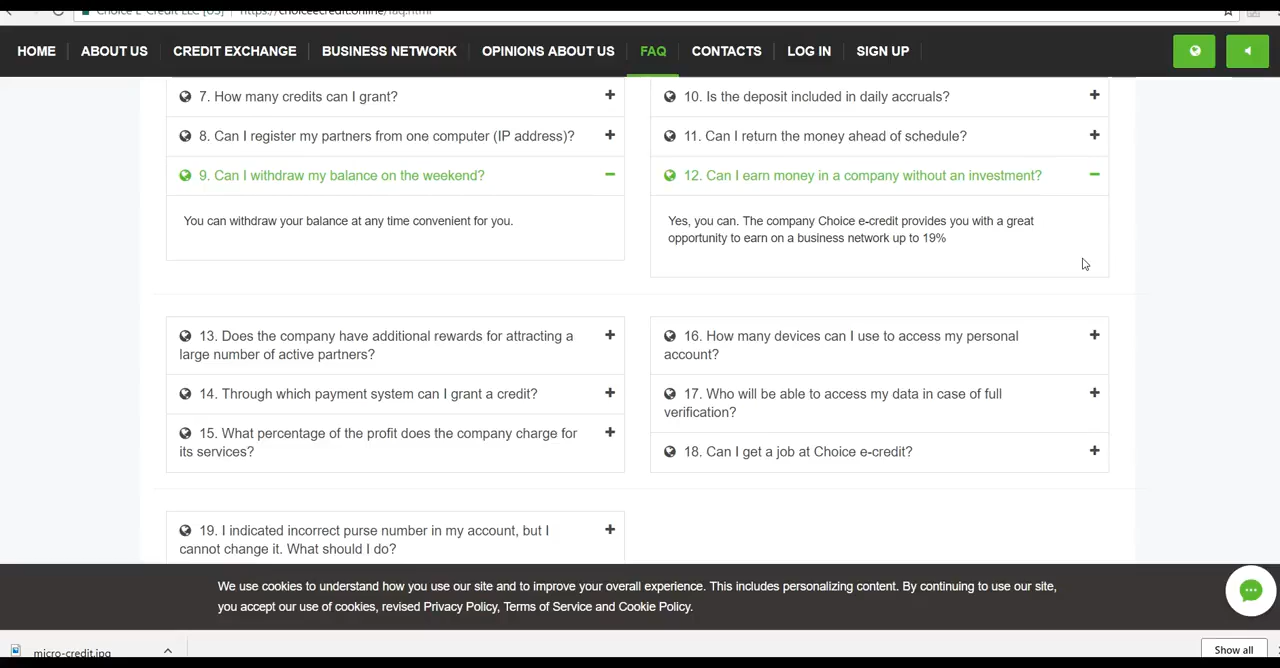 Choice E-Credit LLC [US] https://choiceecredit.online/faq.html
HOME ABOUT US CREDIT EXCHANGE BUSINESS NETWORK OPINIONS ABOUT US FAQ CONTACTS LOG IN SIGN UP
7. How many credits can I grant?
8. Can I register my partners from one computer (IP address)?
9. Can I withdraw my balance on the weekend?
You can withdraw your balance at any time convenient for you.
10. Is the deposit included in daily accruals?
11. Can I return the money ahead of schedule?
12. Can I earn money in a company without an investment?
Yes, you can. The company Choice e-credit provides you with a great
opportunity to earn on a business network up to 19%
13. Does the company have additional rewards for attracting a
large number of active partners?
14. Through which payment system can I grant a credit?
15. What percentage of the profit does the company charge for
its services?
16. How many devices can I use to access my personal
account?
17. Who will be able to access my data in case of full
verification?
18. Can I get a job at Choice e-credit?
19. I indicated incorrect purse number in my account, but I
cannot change it. What should I do?
We use cookies to understand how you use our site and to improve your overall experience. This includes personalizing content. By continuing to use our site,
you accept our use of cookies, revised Privacy Policy, Terms of Service and Cookie Policy.
micro-credit.jpg
Show all